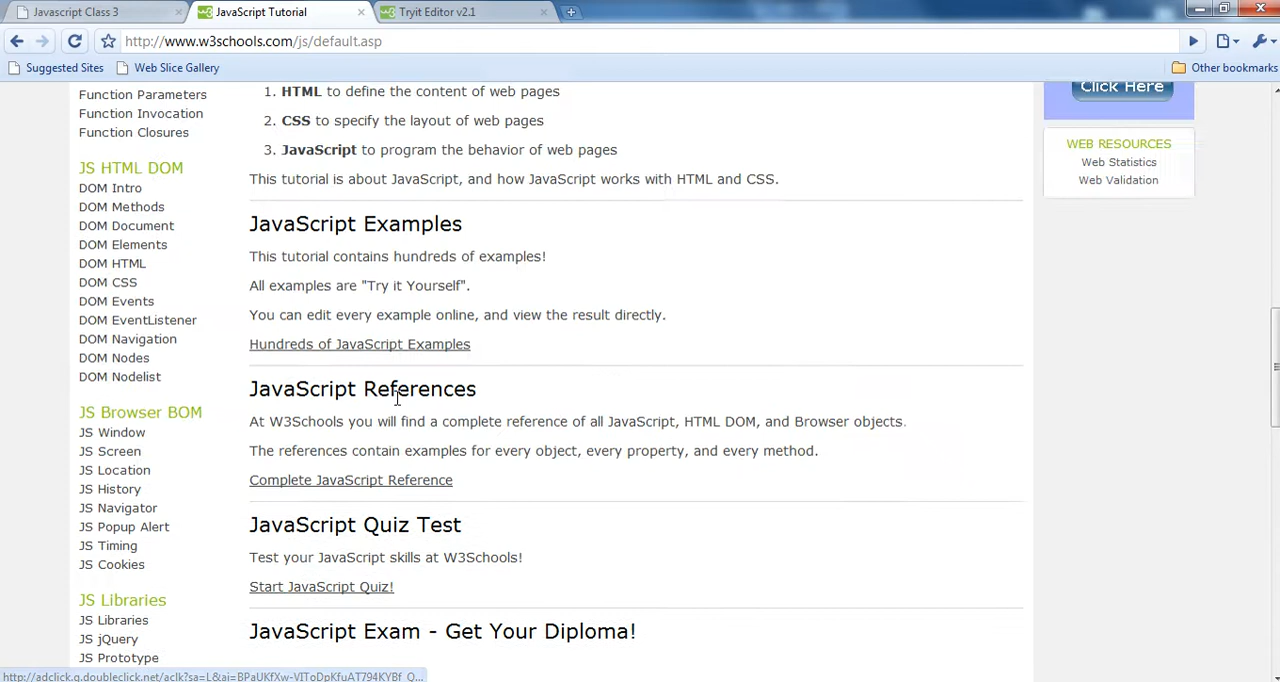 Javascript Class 3
JavaScript Tutorial
Tryit Editor v2.1
http://www.w3schools.com/js/default.asp
Suggested Sites
Web Slice Gallery
Other bookmarks
Function Parameters
Function Invocation
Function Closures
JS HTML DOM
DOM Intro
DOM Methods
DOM Document
DOM Elements
DOM HTML
DOM CSS
DOM Events
DOM EventListener
DOM Navigation
DOM Nodes
DOM Nodelist
JS Browser BOM
JS Window
JS Screen
JS Location
JS History
JS Navigator
JS Popup Alert
JS Timing
JS Cookies
JS Libraries
JS Libraries
JS jQuery
JS Prototype
1. HTML to define the content of web pages
2. CSS to specify the layout of web pages
3. JavaScript to program the behavior of web pages
This tutorial is about JavaScript, and how JavaScript works with HTML and CSS.
JavaScript Examples
This tutorial contains hundreds of examples!
All examples are "Try it Yourself".
You can edit every example online, and view the result directly.
Hundreds of JavaScript Examples
JavaScript References
At W3Schools you will find a complete reference of all JavaScript, HTML DOM, and Browser objects.
The references contain examples for every object, every property, and every method.
Complete JavaScript Reference
JavaScript Quiz Test
Test your JavaScript skills at W3Schools!
Start JavaScript Quiz!
JavaScript Exam - Get Your Diploma!
Click Here
WEB RESOURCES
Web Statistics
Web Validation